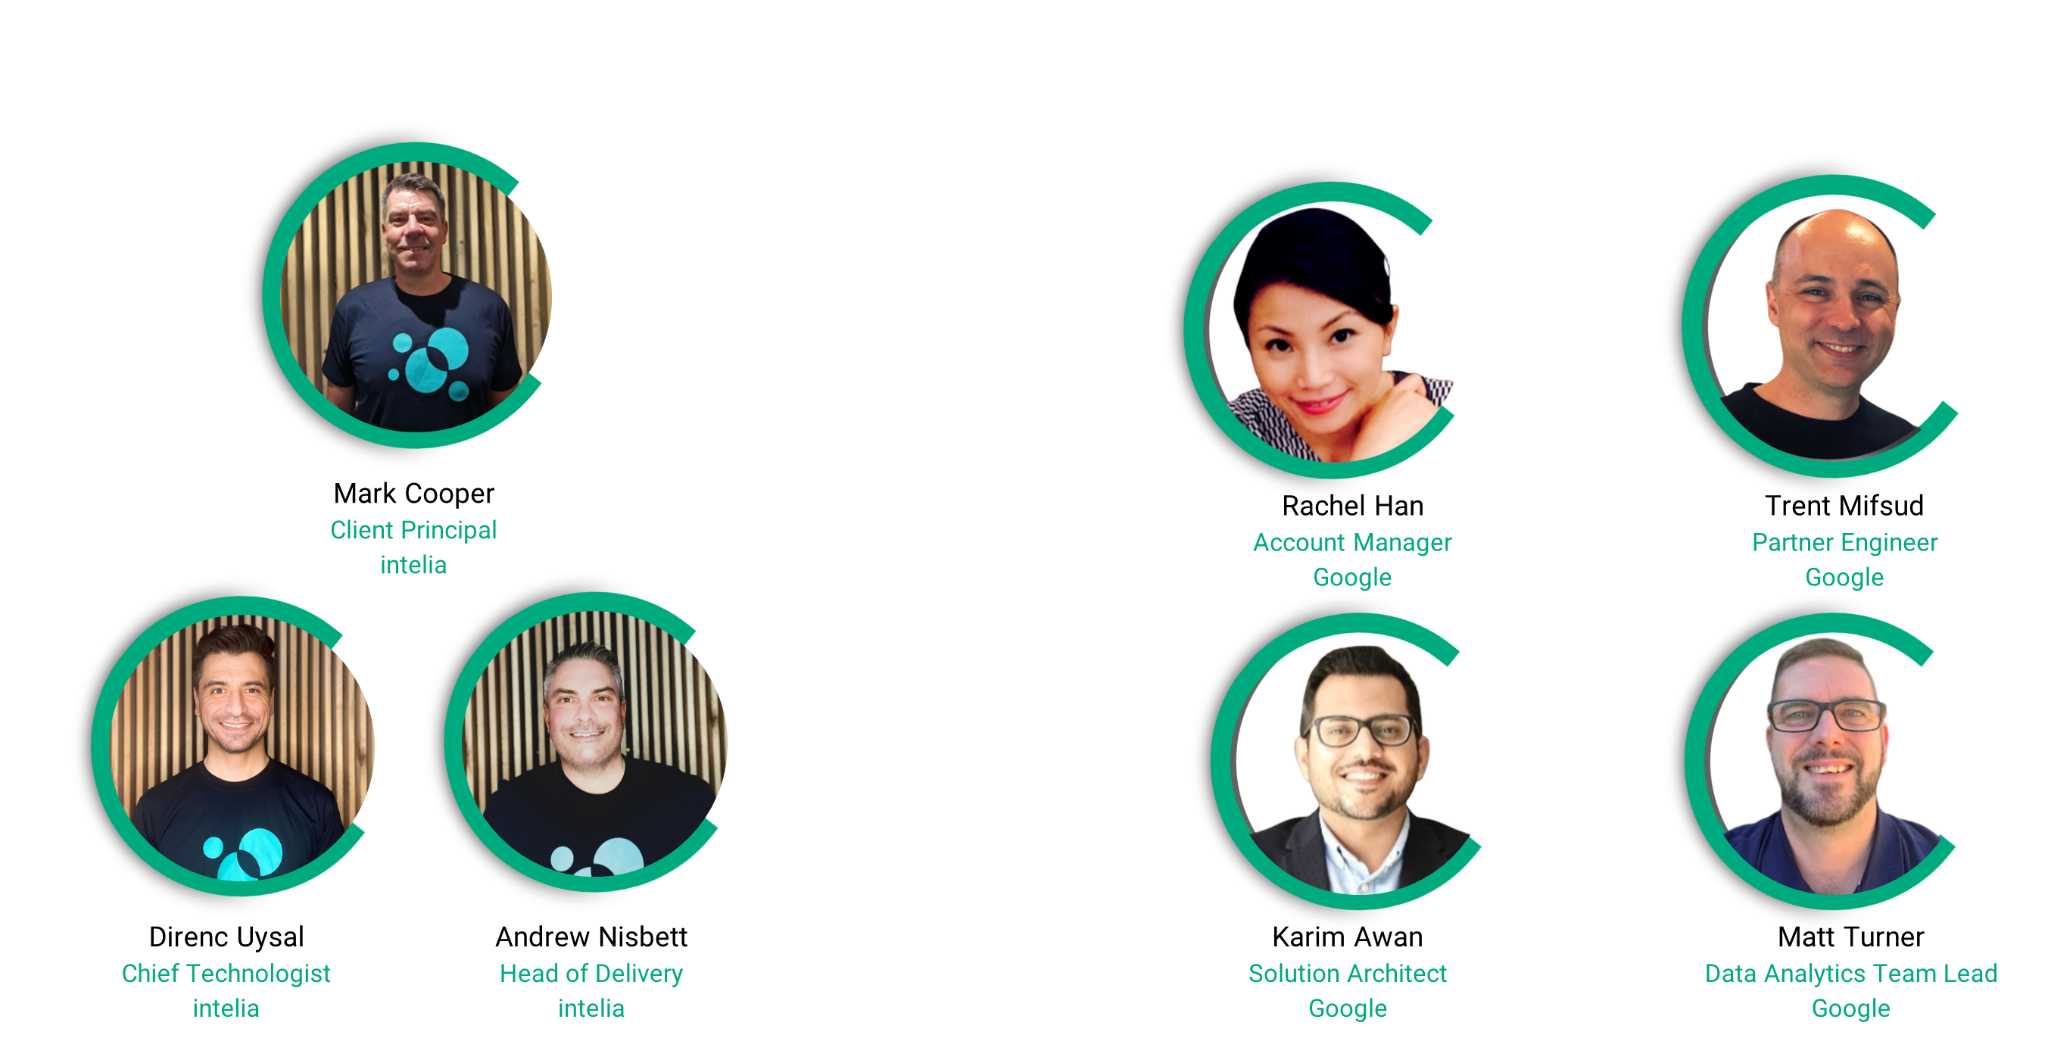 Mark Cooper
Client Principal
intelia
Rachel Han
Account Manager
Google
Trent Mifsud
Partner Engineer
Google
Direnc Uysal
Chief Technologist
intelia
Andrew Nisbett
Head of Delivery
intelia
Karim Awan
Solution Architect
Google
Matt Turner
Data Analytics Team Lead
Google